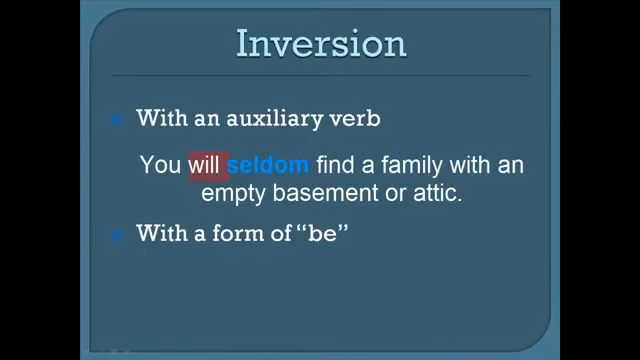 Inversion
With an auxiliary verb
You will seldom find a family with an
empty basement or attic.
With a form of “be”